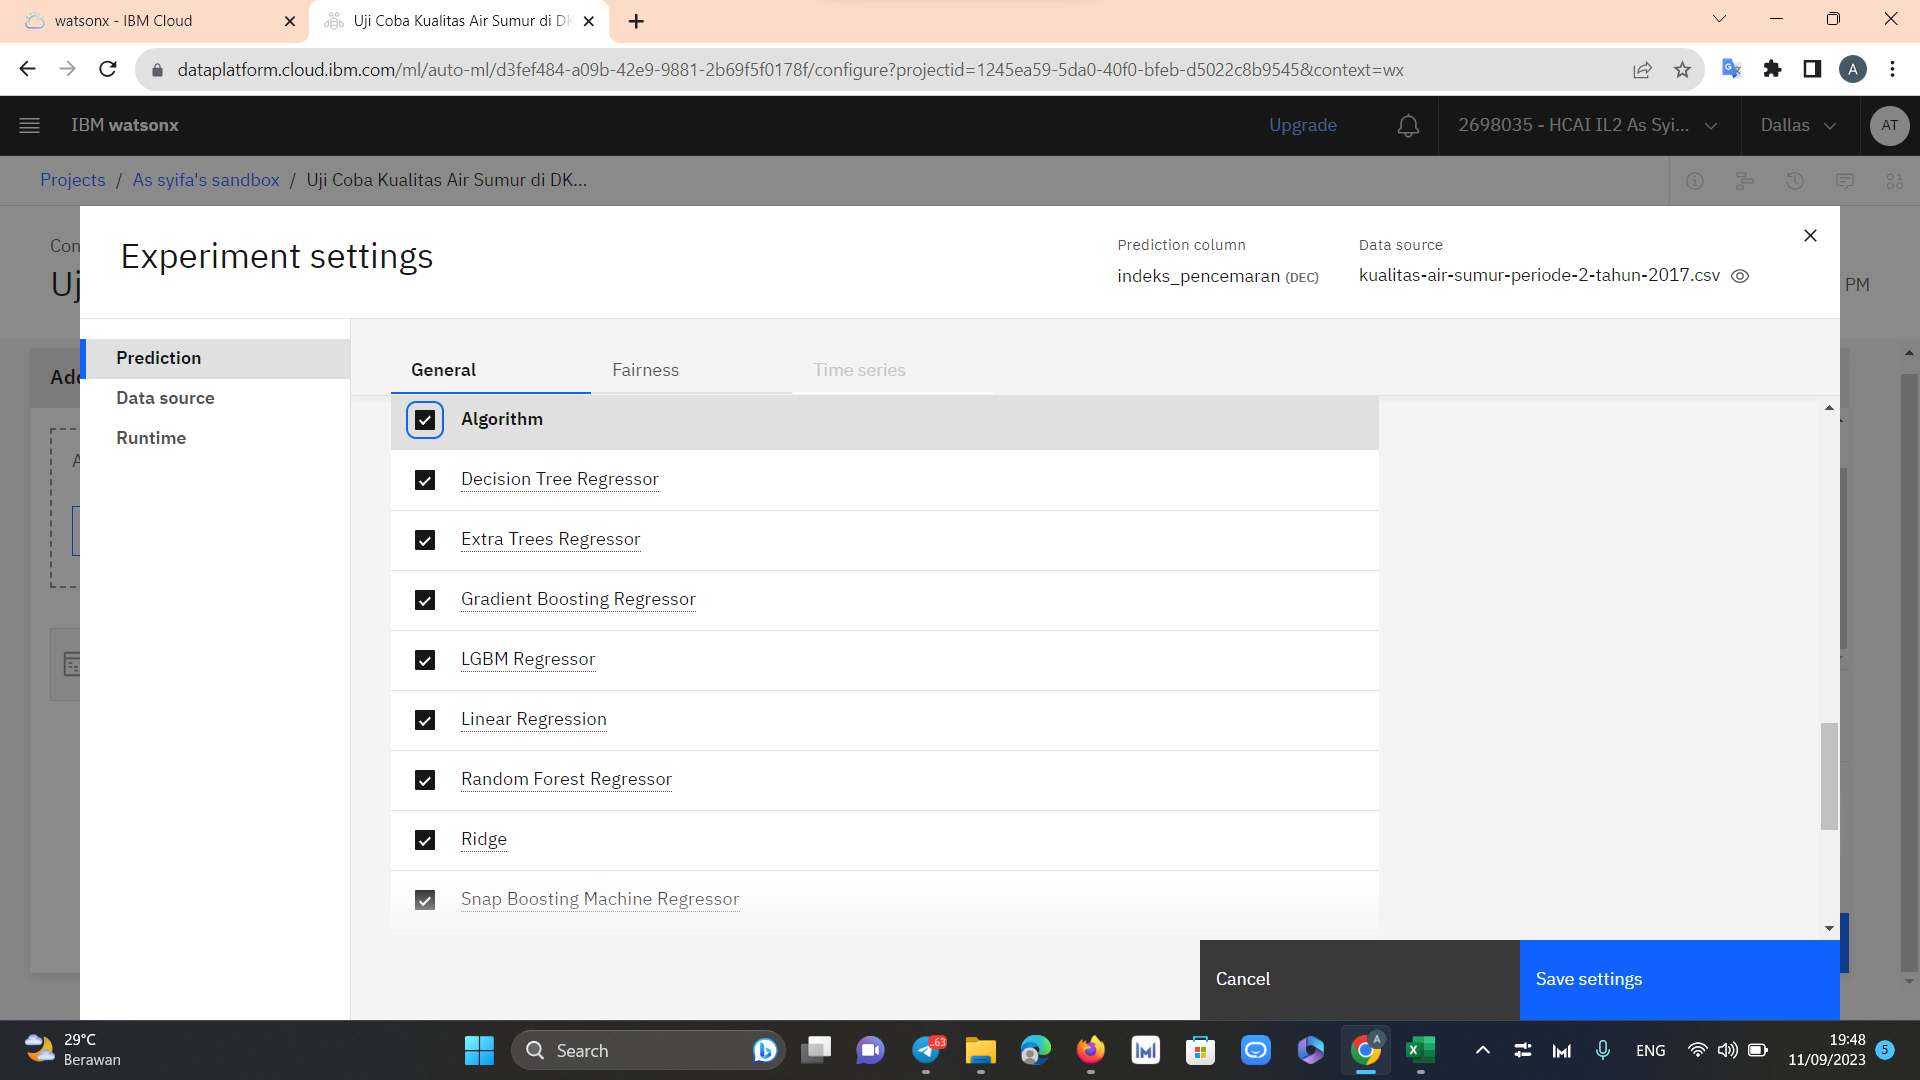 watsonx - IBM Cloud
Uji Coba Kualitas Air Sumur di DK
dataplatform.cloud.ibm.com/ml/auto-ml/d3fef484-a09b-42e9-9881-2b69f5f0178f/configure?projectid=1245ea59-5da0-40f0-bfeb-d5022c8b9545&context=wx
A
IBM watsonx
Upgrade
2698035 - HCAI IL2 As Syi...
Dallas
AT
Projects / As syifa's sandbox / Uji Coba Kualitas Air Sumur di DK...
Con
Uj
PM
Experiment settings
Prediction column
indeks_pencemaran (DEC)
Data source
kualitas-air-sumur-periode-2-tahun-2017.csv
Add
Prediction
Data source
Runtime
General
Fairness
Time series
Algorithm
Decision Tree Regressor
Extra Trees Regressor
Gradient Boosting Regressor
LGBM Regressor
Linear Regression
Random Forest Regressor
Ridge
Snap Boosting Machine Regressor
Cancel
Save settings
29°C
Berawan
Search
..63
A
ENG
19:48
11/09/2023
5